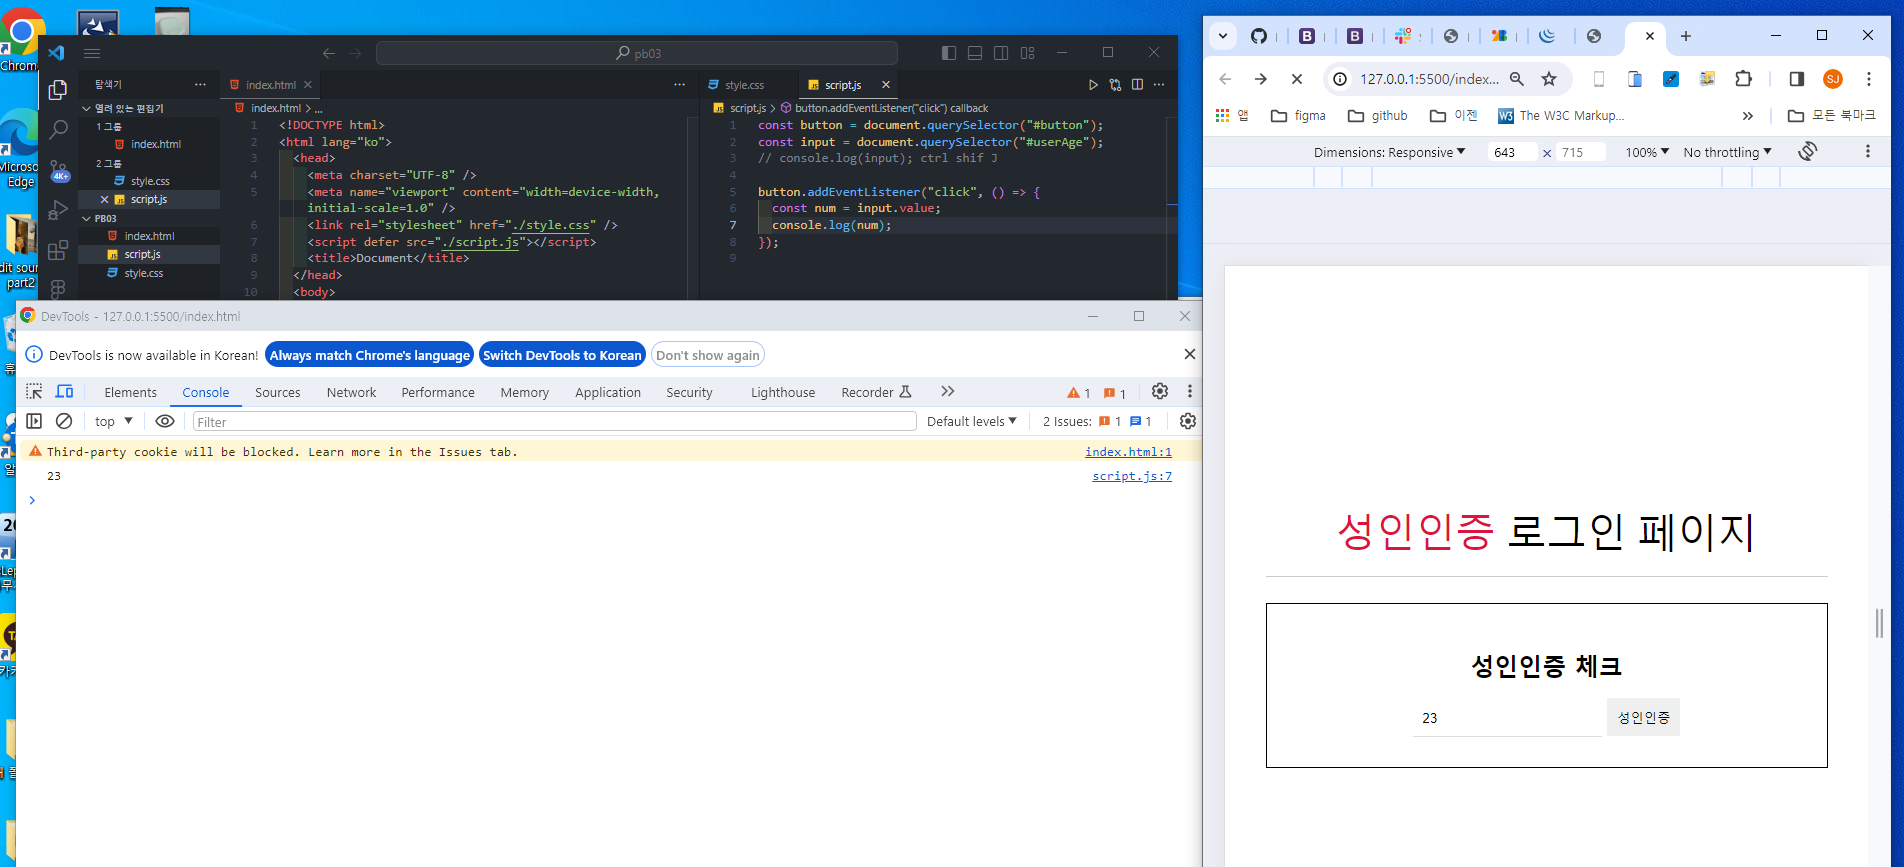 Chrom
Microso
Edge
dit sour
part2
pb03
탐색기
열려 있는 편집기
1 그룹
index.html
2 그룹
style.css
script.js
PB03
index.html
script.js
style.css
4K+
index.html
index.html > ...
1 <!DOCTYPE html>
2 <html lang="ko">
3 <head>
4 <meta charset="UTF-8" />
5 <meta name="viewport" content="width=device-width,
initial-scale=1.0" />
6 <link rel="stylesheet" href="./style.css" />
7 <script defer src="./script.js"></script>
8 <title>Document</title>
9 </head>
10 <body>
style.css
script.js
script.js > button.addEventListener("click") callback
1 const button = document.querySelector("#button");
2 const input = document.querySelector("#userAge");
3 // console.log(input); ctrl shif J
4
5 button.addEventListener("click", () => {
6 const num = input.value;
7 console.log(num);
8 });
9
DevTools - 127.0.0.1:5500/index.html
DevTools is now available in Korean! Always match Chrome's language Switch DevTools to Korean Don't show again
Elements Console Sources Network Performance Memory Application Security Lighthouse Recorder 1 1
top Filter Default levels 2 Issues: 1 1
Third-party cookie will be blocked. Learn more in the Issues tab. index.html:1
23 script.js:7
127.0.0.1:5500/index...
SJ
앱 figma github 이젠 The W3C Markup... 모든 북마크
Dimensions: Responsive 643 × 715 100% No throttling
성인인증 로그인 페이지
성인인증 체크
23 성인인증